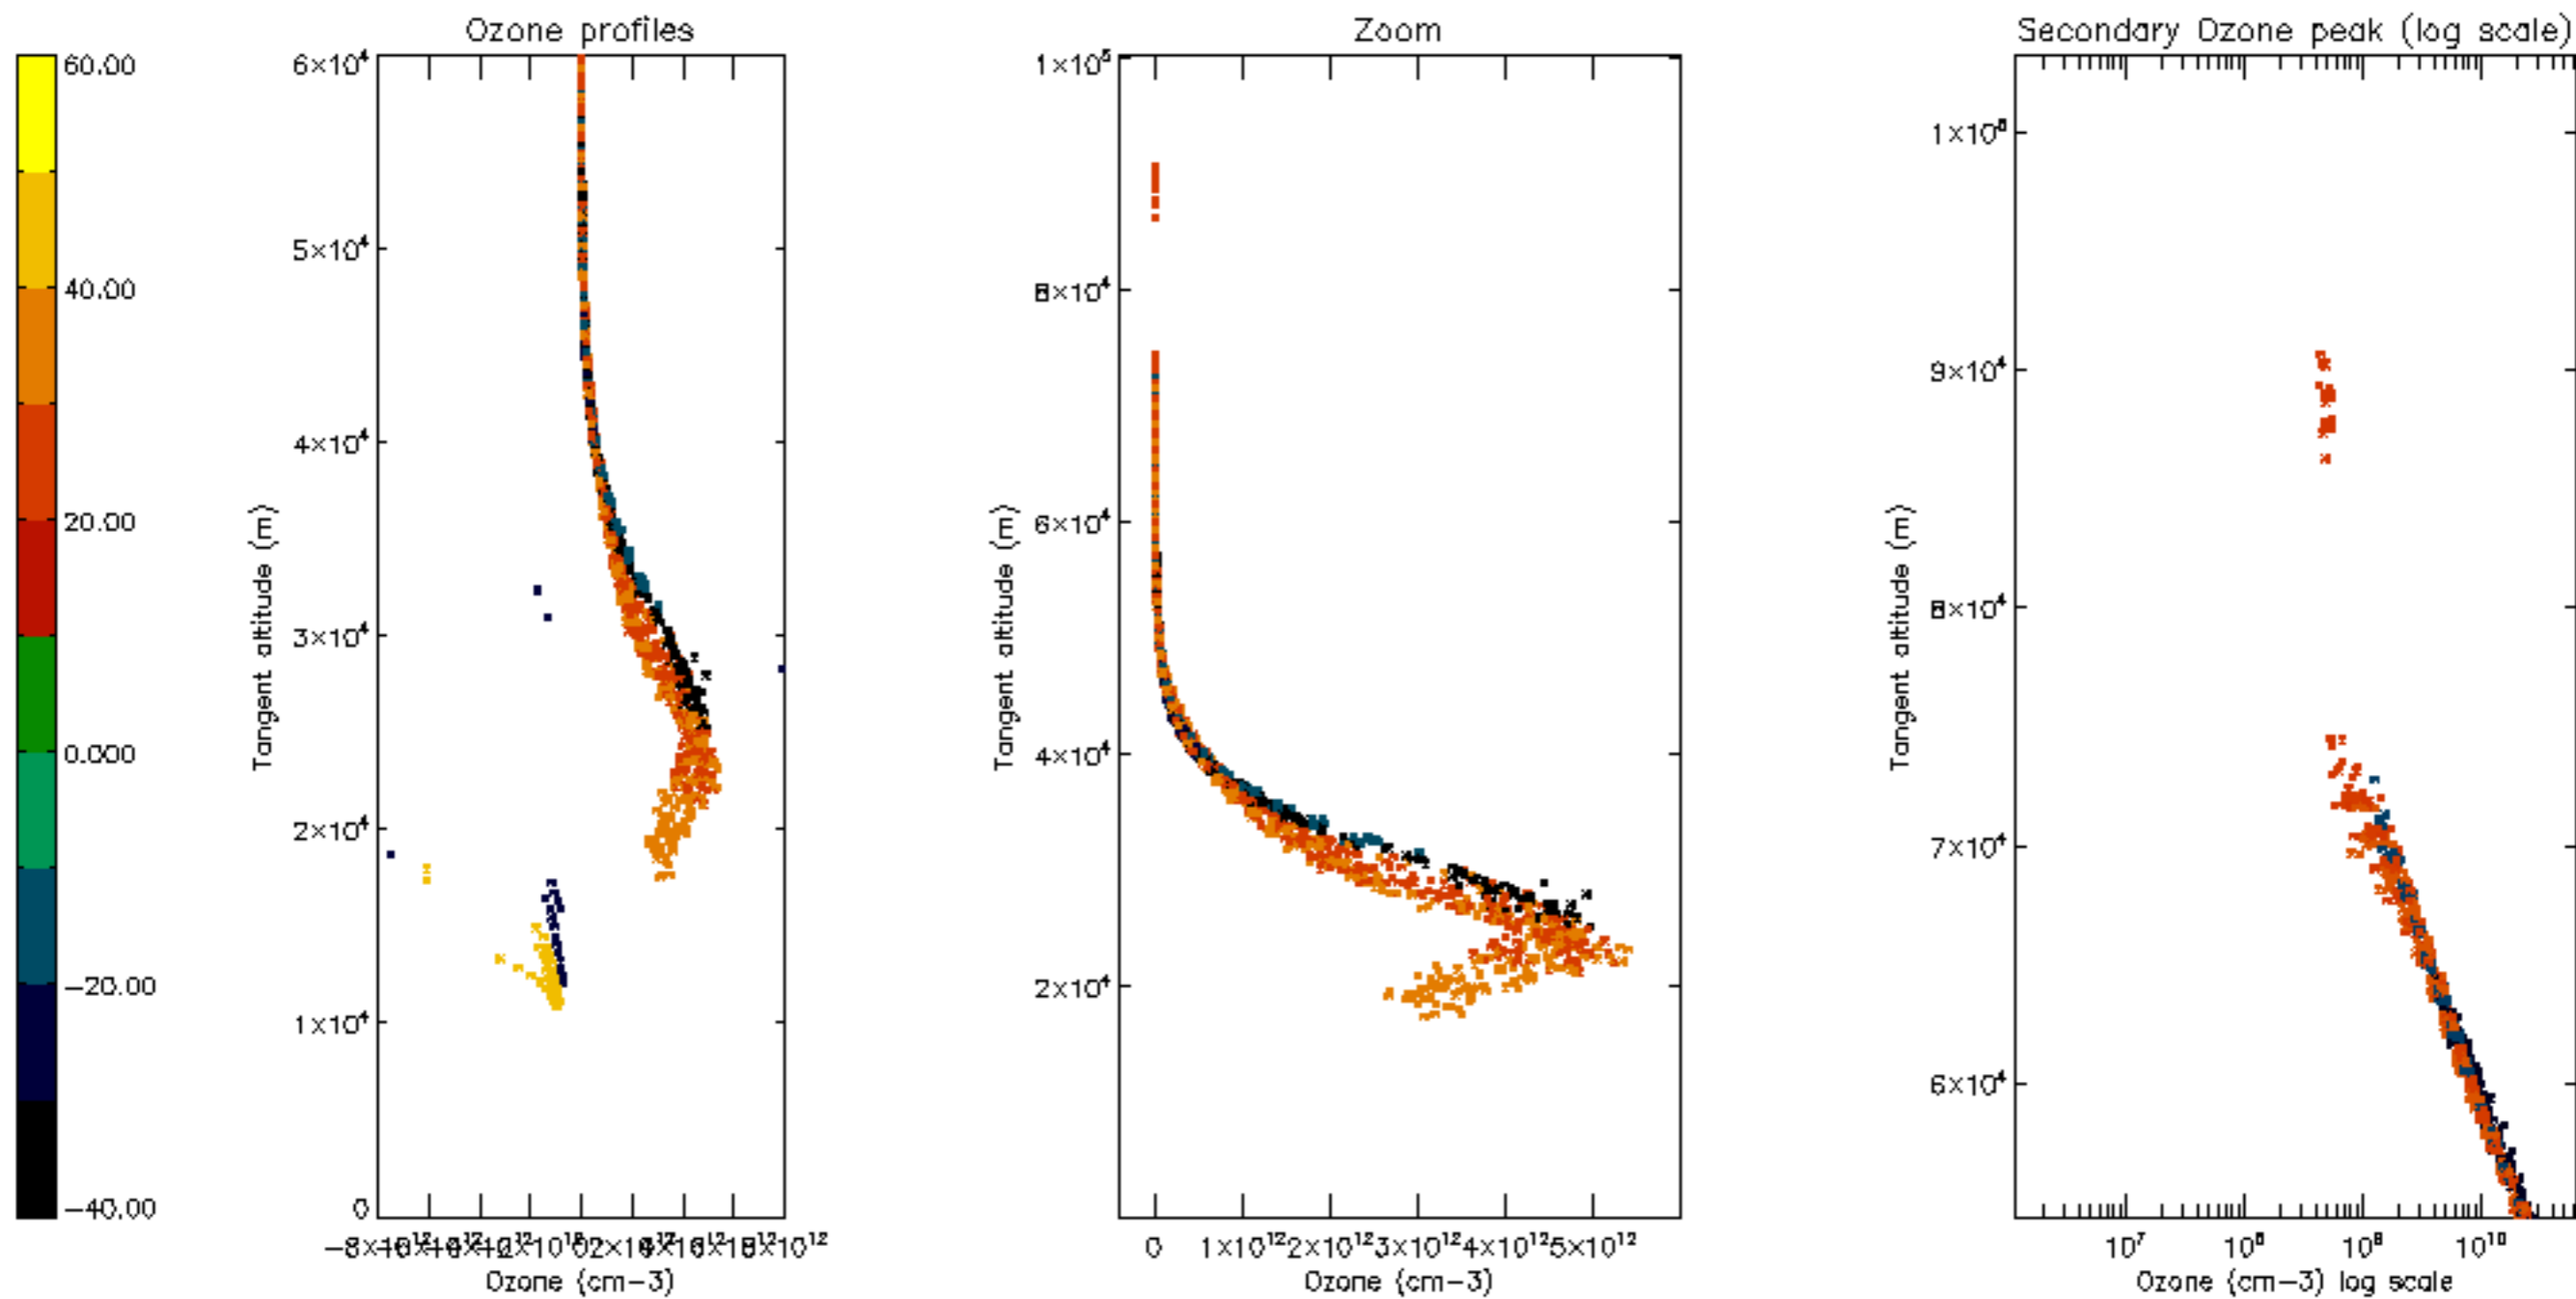 Ozone profiles
Zoom
Secondary Ozone peak (log scale)
60.00
40.00
20.00
0.000
−20.00
−40.00
6×10⁴
5×10⁴
4×10⁴
3×10⁴
2×10⁴
1×10⁴
0
Tangent altitude (m)
Ozone (cm−3)
1×10⁵
8×10⁴
6×10⁴
4×10⁴
2×10⁴
Tangent altitude (m)
0 1×10¹² 2×10¹² 3×10¹² 4×10¹² 5×10¹²
Ozone (cm−3)
9×10⁴
8×10⁴
7×10⁴
6×10⁴
Tangent altitude (m)
10⁷ 10⁸ 10⁹ 10¹⁰
Ozone (cm−3) log scale